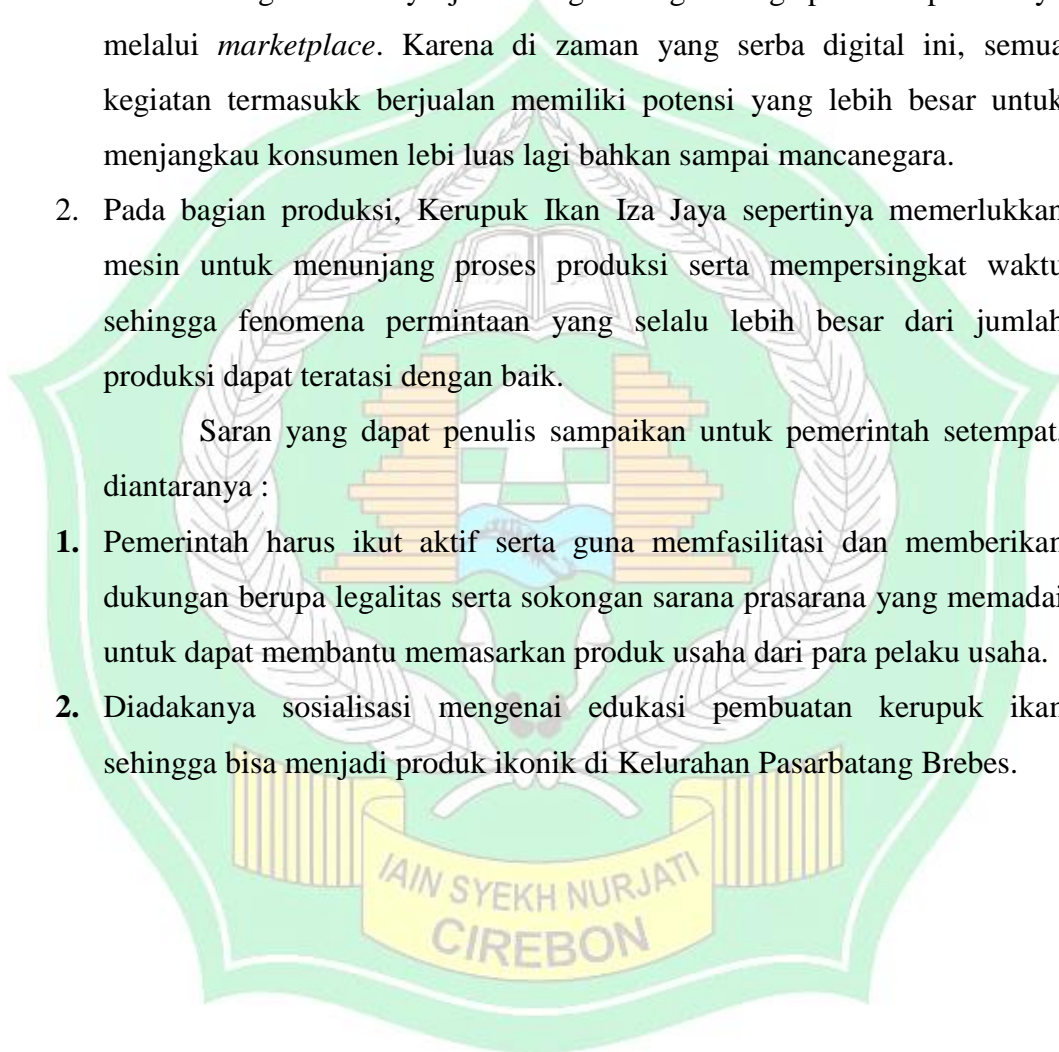 melalui marketplace. Karena di zaman yang serba digital ini, semua
kegiatan termasukk berjualan memiliki potensi yang lebih besar untuk
menjangkau konsumen lebi luas lagi bahkan sampai mancanegara.
2. Pada bagian produksi, Kerupuk Ikan Iza Jaya sepertinya memerlukkan
mesin untuk menunjang proses produksi serta mempersingkat waktu
sehingga fenomena permintaan yang selalu lebih besar dari jumlah
produksi dapat teratasi dengan baik.
Saran yang dapat penulis sampaikan untuk pemerintah setempat,
diantaranya :
1. Pemerintah harus ikut aktif serta guna memfasilitasi dan memberikan
dukungan berupa legalitas serta sokongan sarana prasarana yang memadai
untuk dapat membantu memasarkan produk usaha dari para pelaku usaha.
2. Diadakanya sosialisasi mengenai edukasi pembuatan kerupuk ikan
sehingga bisa menjadi produk ikonik di Kelurahan Pasarbatang Brebes.
IAIN SYEKH NURJATI
CIREBON